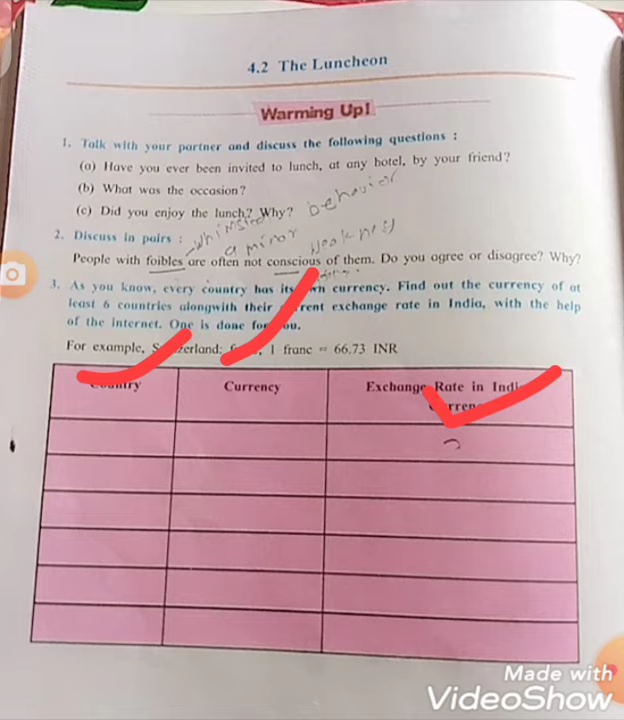 4.2 The Luncheon
Warming Up!
1. Talk with your partner and discuss the following questions :
(a) Have you ever been invited to lunch, at any hotel, by your friend?
(b) What was the occasion?
(c) Did you enjoy the lunch? Why?
behavior
2. Discuss in pairs :
a minor weakness
People with foibles are often not conscious of them. Do you agree or disagree? Why?
3. As you know, every country has its own currency. Find out the currency of at
least 6 countries alongwith their current exchange rate in India, with the help
of the internet. One is done for you.
For example, Switzerland: 1 franc = 66.73 INR
Country Currency Exchange Rate in Indian
Currency
Made with
VideoShow